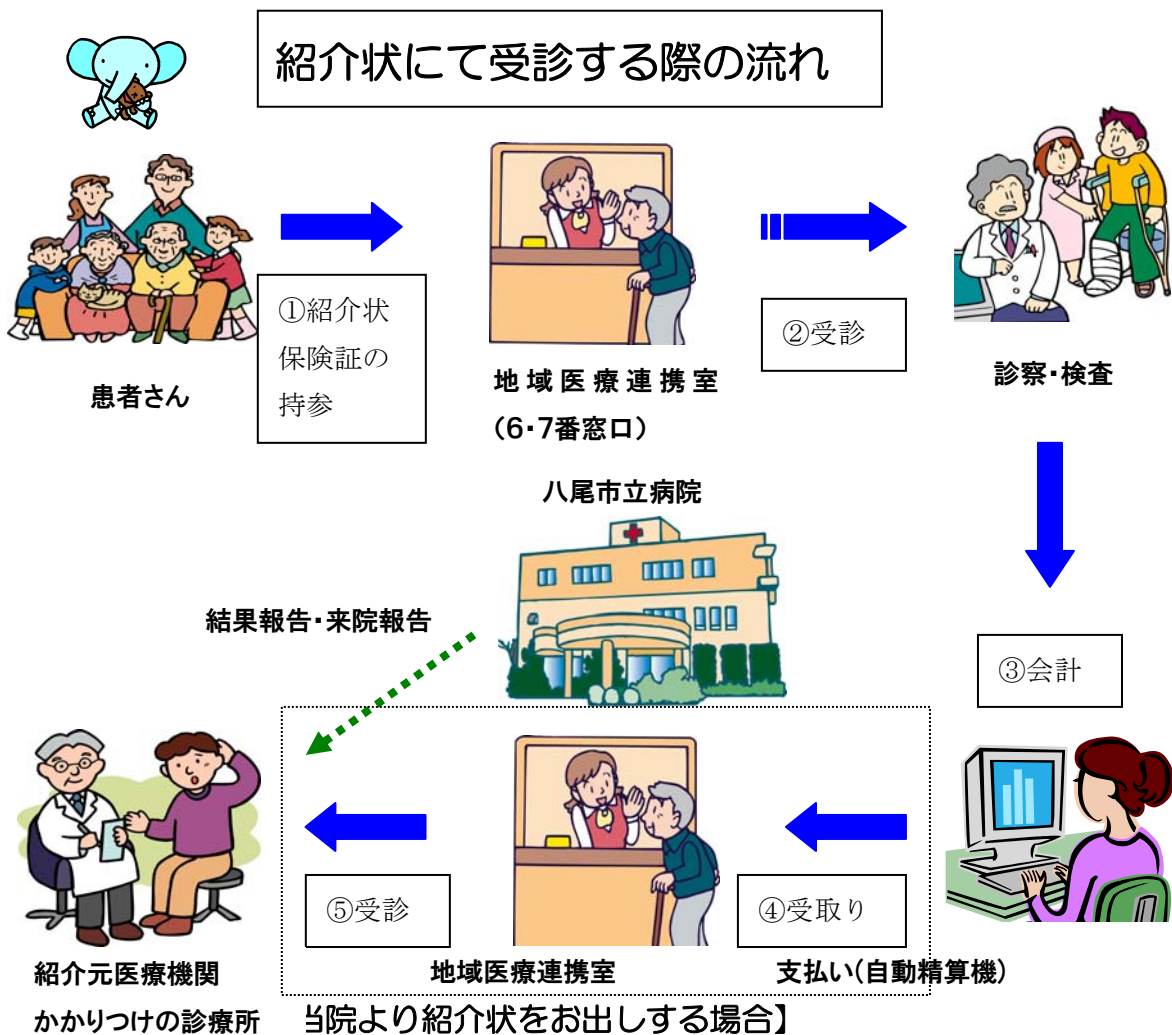 紹介状にて受診する際の流れ
①紹介状
保険証の
持参
②受診
患者さん
地域医療連携室
(6・7番窓口)
診察・検査
八尾市立病院
結果報告・来院報告
③会計
⑤受診
④受取り
紹介元医療機関
かかりつけの診療所
地域医療連携室
支払い(自動精算機)
当院より紹介状をお出しする場合】